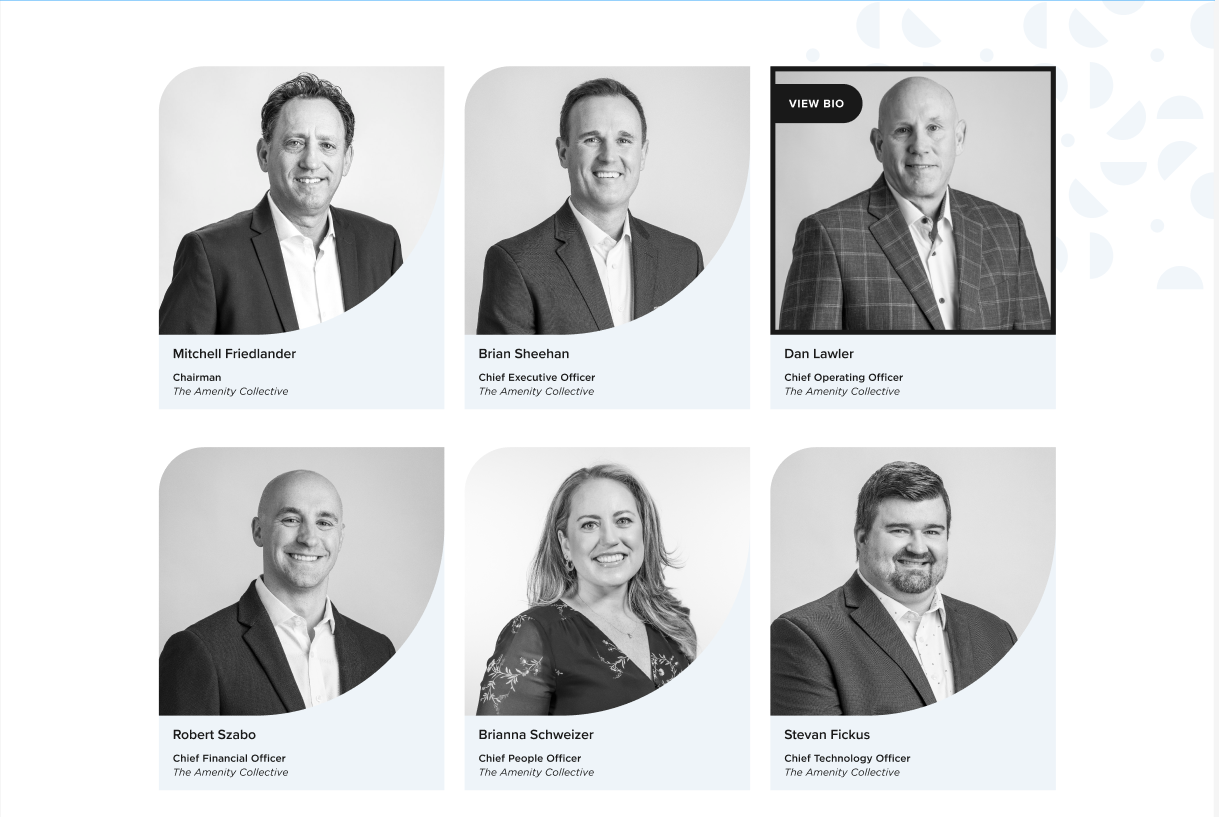 VIEW BIO
Mitchell Friedlander
Chairman
The Amenity Collective
Brian Sheehan
Chief Executive Officer
The Amenity Collective
Dan Lawler
Chief Operating Officer
The Amenity Collective
Robert Szabo
Chief Financial Officer
The Amenity Collective
Brianna Schweizer
Chief People Officer
The Amenity Collective
Stevan Fickus
Chief Technology Officer
The Amenity Collective